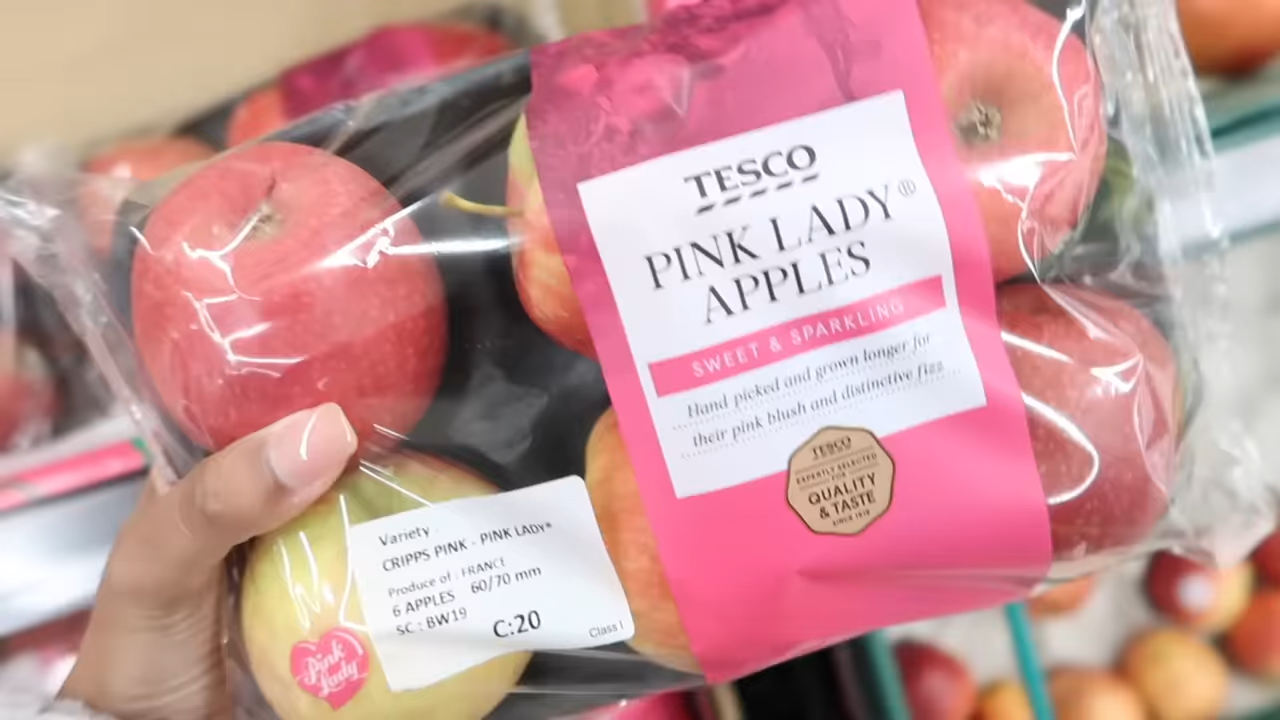 TESCO
PINK LADY®
APPLES
SWEET & SPARKLING
Hand picked and grown longer for
their pink blush and distinctive fizz
TESCO
EXPERTLY SELECTED
FOR
QUALITY
& TASTE
SINCE 1919
Variety
CRIPPS PINK - PINK LADY®
Produce of : FRANCE
6 APPLES 60/70 mm
SC : BW19
C:20
Class I
Pink
Lady